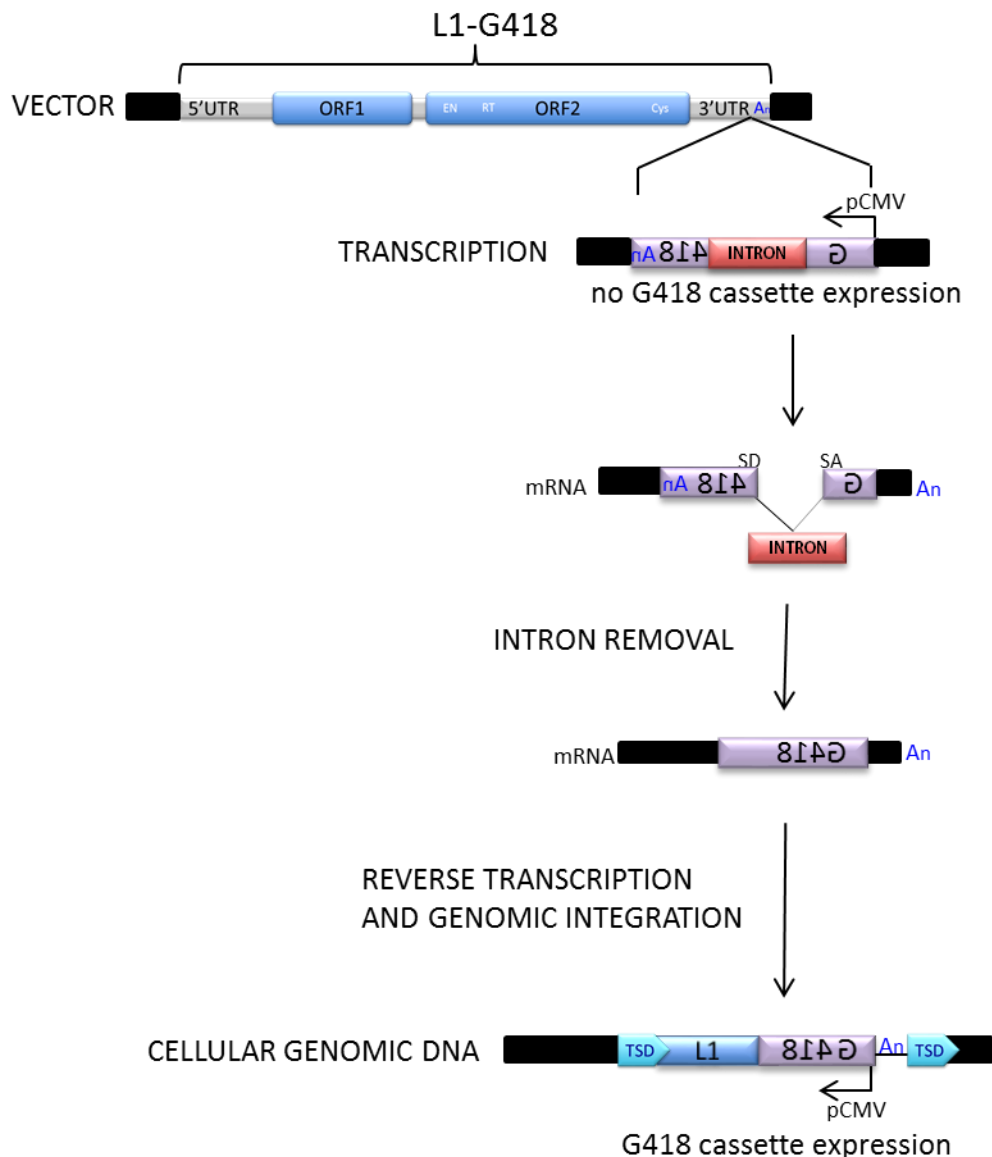 L1-G418
VECTOR 5'UTR ORF1 EN RT ORF2 Cys 3'UTR An
pCMV
TRANSCRIPTION An 418 INTRON G
no G418 cassette expression
SD SA
mRNA An 418 G An
INTRON
INTRON REMOVAL
mRNA G418 An
REVERSE TRANSCRIPTION
AND GENOMIC INTEGRATION
CELLULAR GENOMIC DNA TSD L1 G418 An TSD
pCMV
G418 cassette expression